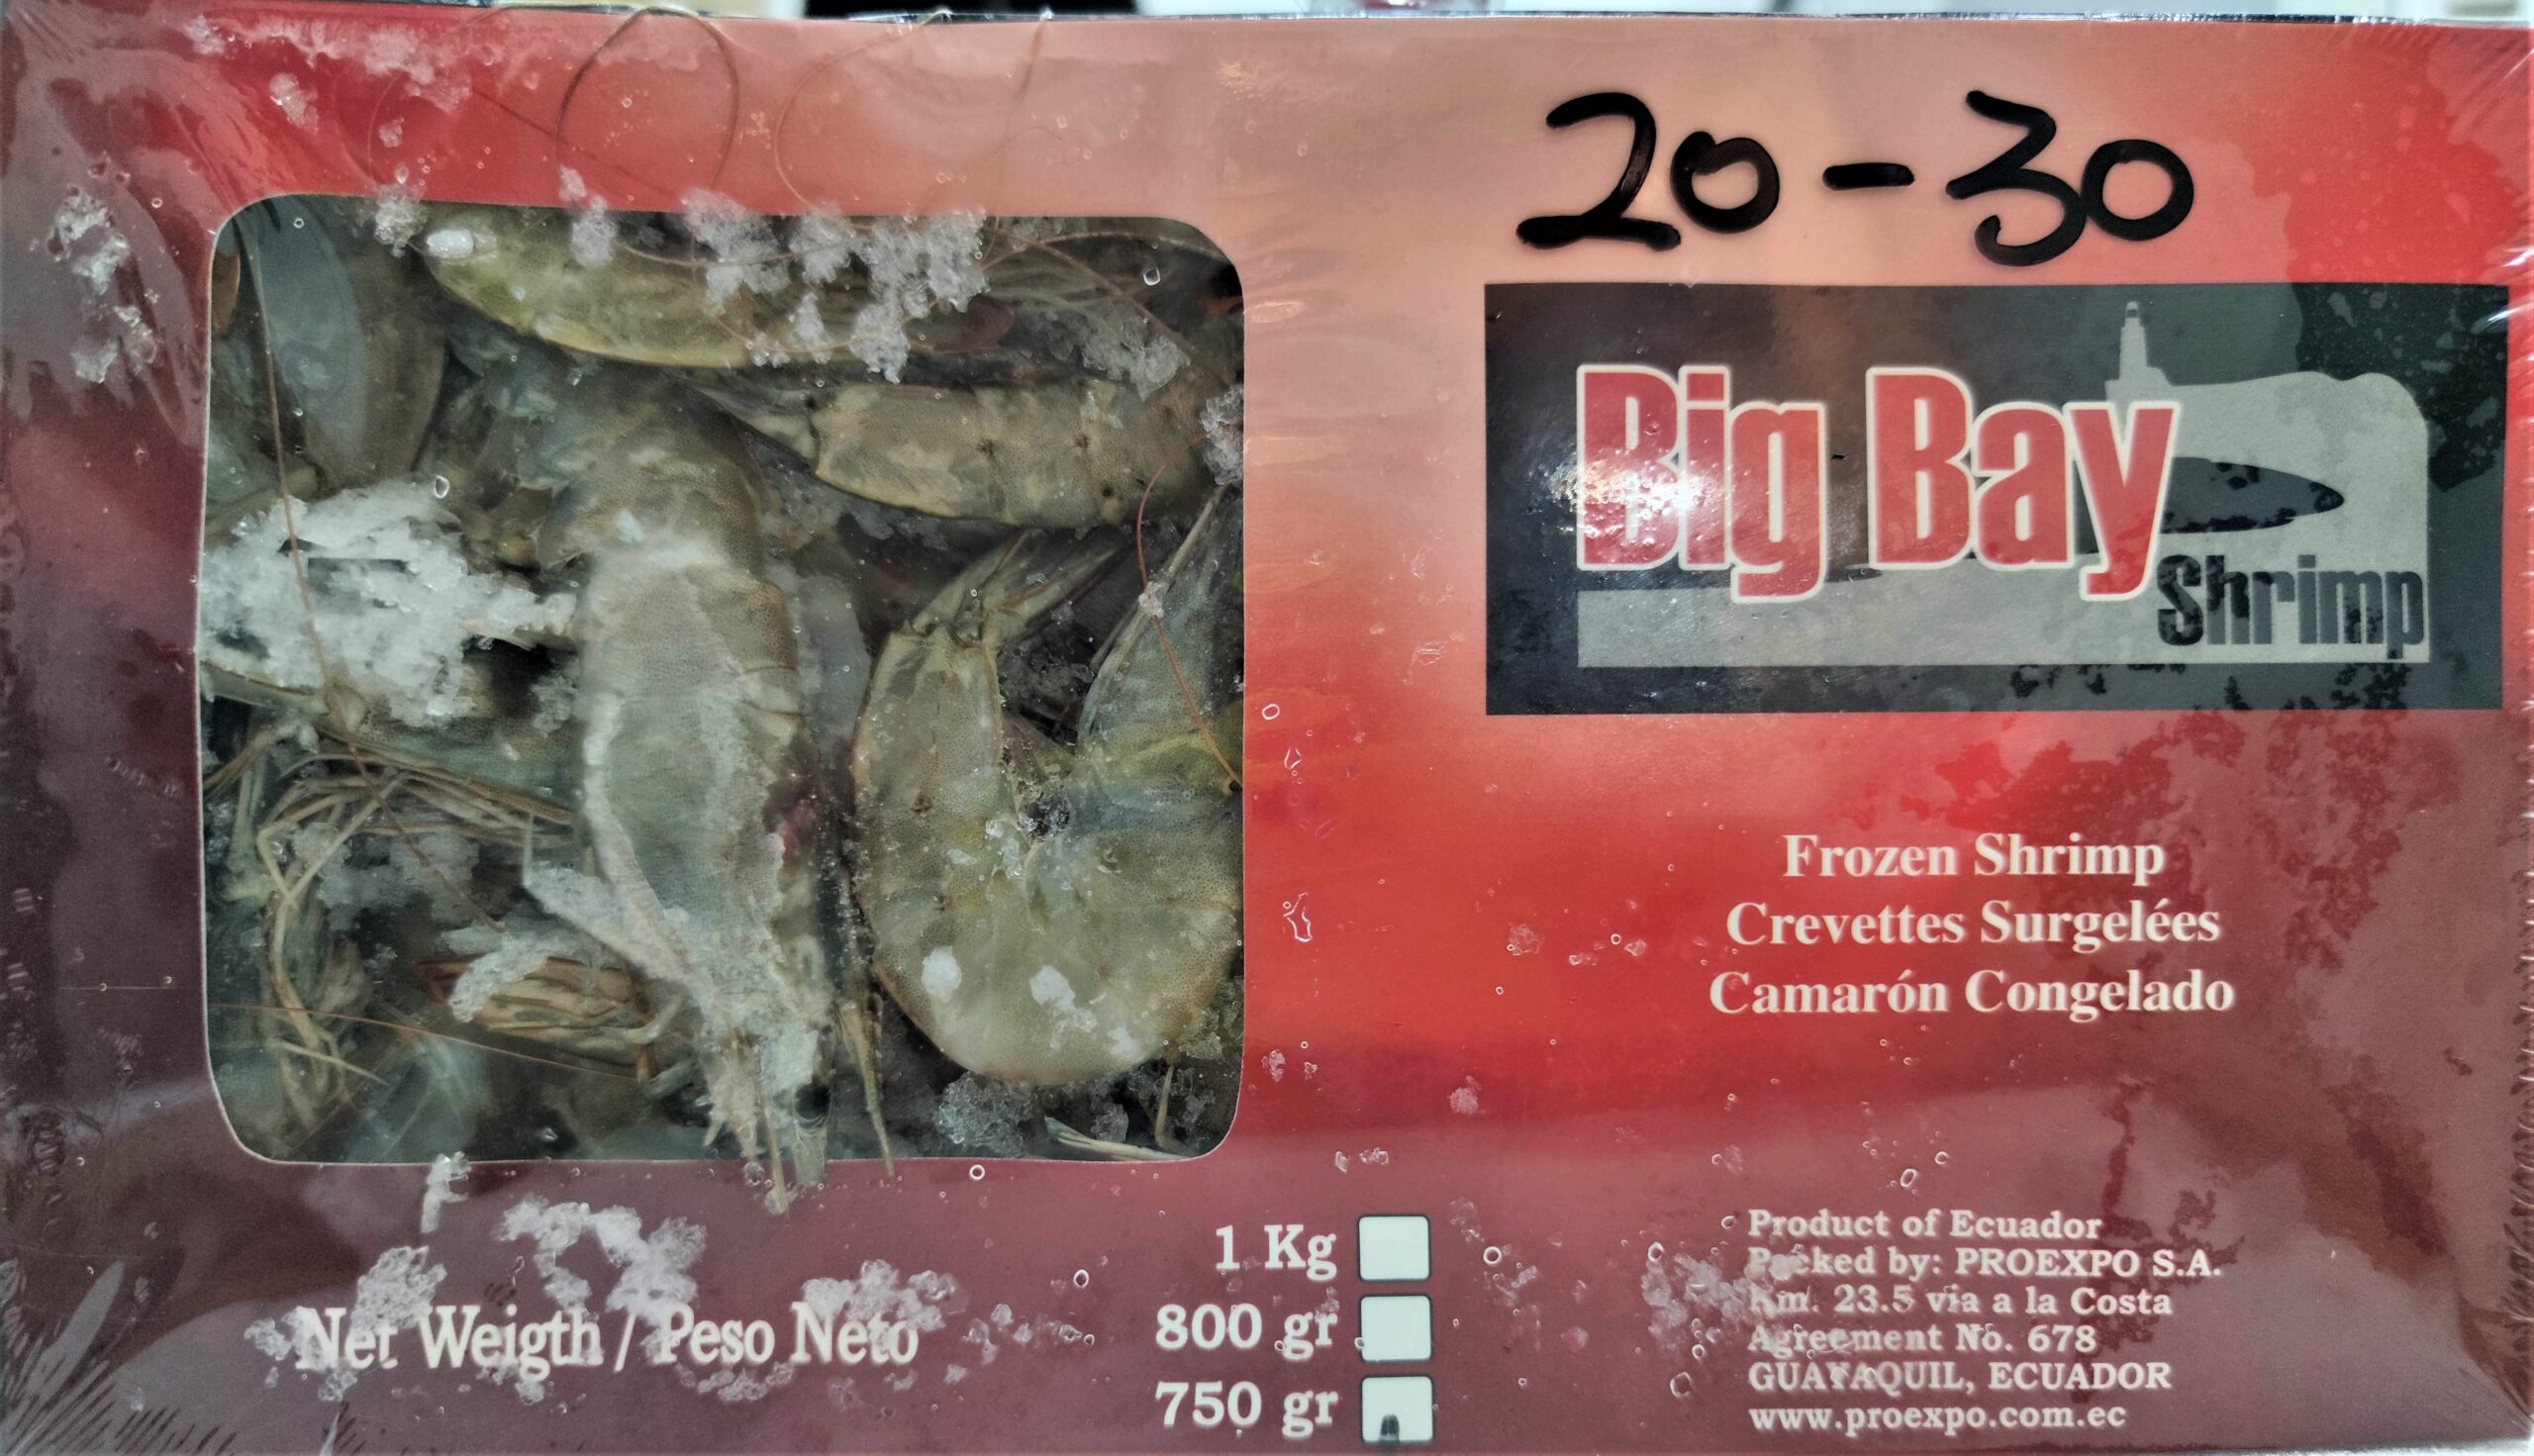 20-30
Big Bay
Shrimp
Frozen Shrimp
Crevettes Surgelées
Camarón Congelado
Net Weigth / Peso Neto
1 Kg
800 gr
750 gr
Product of Ecuador
Packed by: PROEXPO S.A.
Km. 23.5 via a la Costa
Agreement No. 678
GUAYAQUIL, ECUADOR
www.proexpo.com.ec